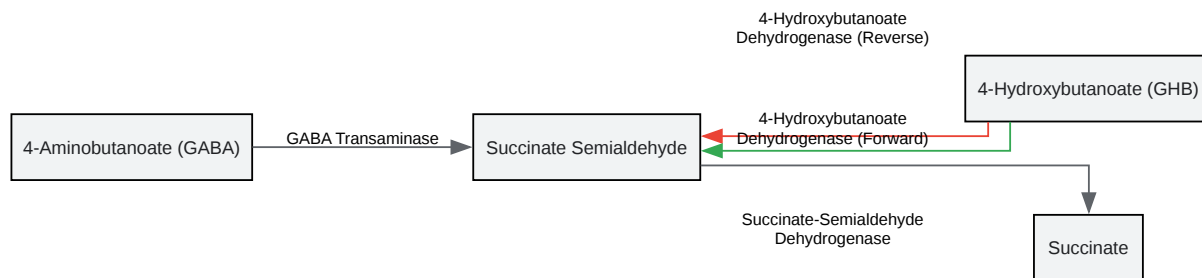 4-Hydroxybutanoate
Dehydrogenase (Reverse)
4-Hydroxybutanoate (GHB)
4-Aminobutanoate (GABA)
GABA Transaminase
Succinate Semialdehyde
4-Hydroxybutanoate
Dehydrogenase (Forward)
Succinate-Semialdehyde
Dehydrogenase
Succinate